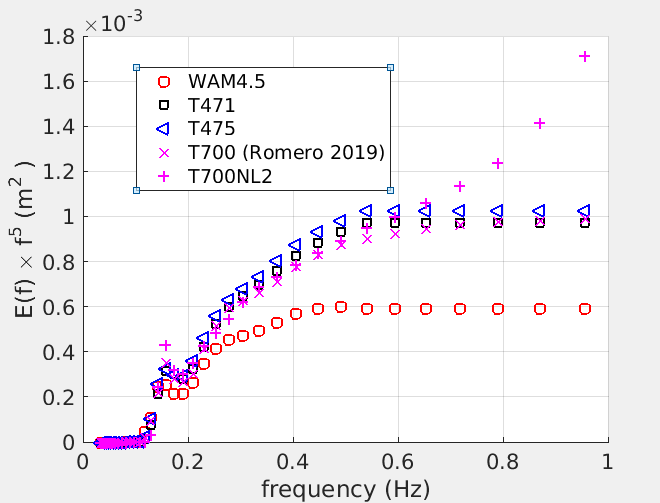 ×10-3
1.8
1.6
1.4
1.2
1
0.8
0.6
0.4
0.2
0
E(f) × f5 (m2 )
WAM4.5
T471
T475
T700 (Romero 2019)
T700NL2
0 0.2 0.4 0.6 0.8 1
frequency (Hz)